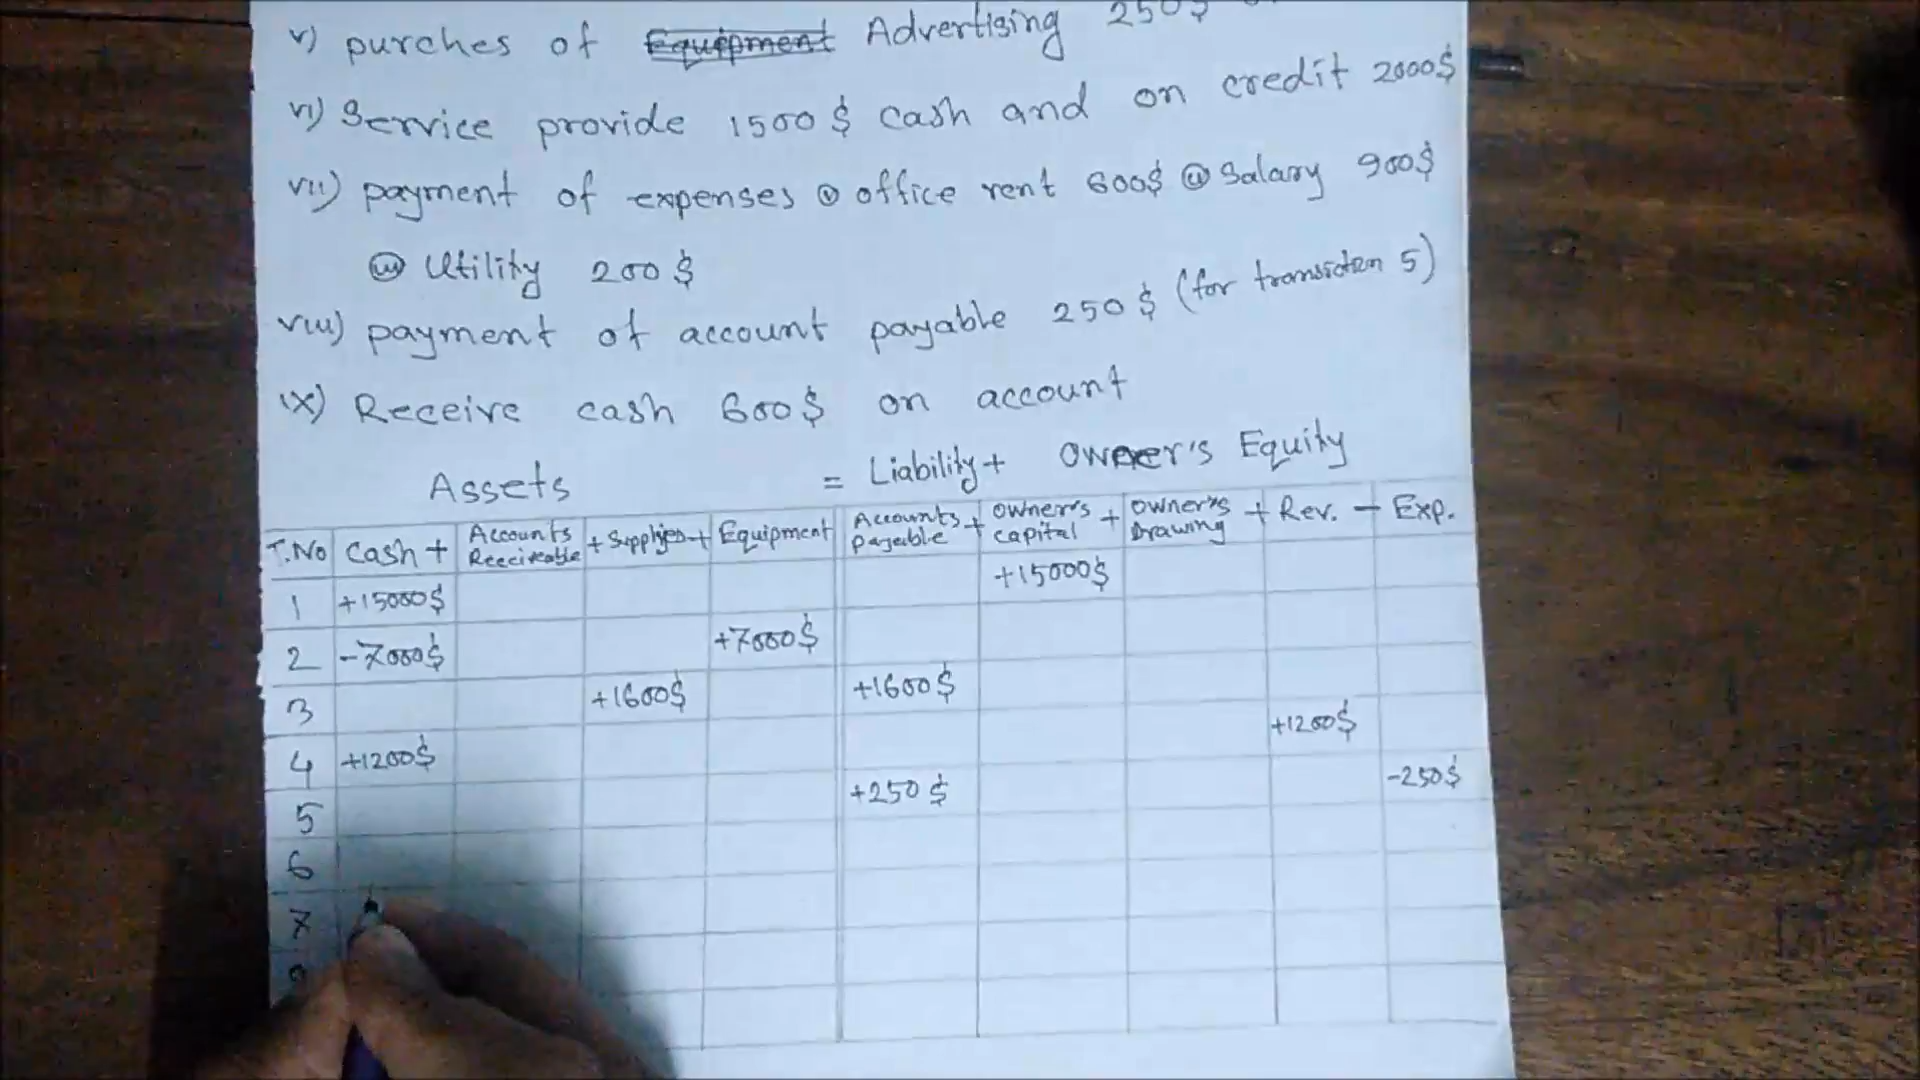 v) purches of Equipment Advertising 250$
vi) Service provide 1500$ cash and on credit 2000$
vii) payment of expenses (i) office rent 600$ (ii) Salary 900$
(iii) Utility 200$
viii) payment of account payable 250$ (for transiction 5)
ix) Receive cash 600$ on account
Assets = Liability + Owner's Equity
T.No Cash + Accounts Receiveable + Supplies + Equipment Accounts payable + Owner's capital + Owner's Drawing + Rev. - Exp.
1 +15000$ +15000$
2 -7000$ +7000$
3 +1600$ +1600$
4 +1200$ +1200$
5 +250$ -250$
6
7